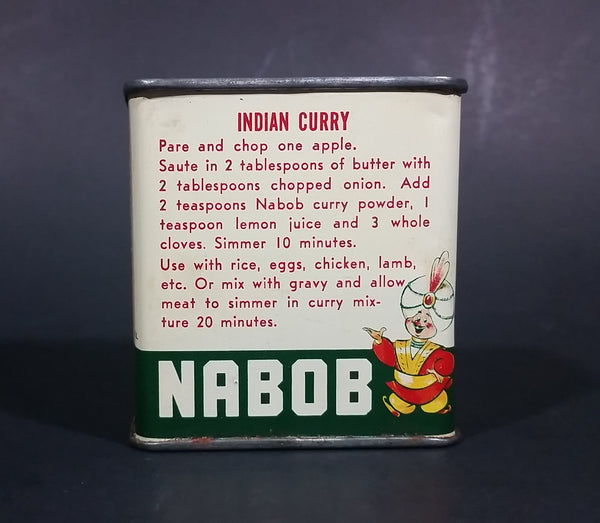 INDIAN CURRY
Pare and chop one apple.
Saute in 2 tablespoons of butter with
2 tablespoons chopped onion. Add
2 teaspoons Nabob curry powder, 1
teaspoon lemon juice and 3 whole
cloves. Simmer 10 minutes.
Use with rice, eggs, chicken, lamb,
etc. Or mix with gravy and allow
meat to simmer in curry mix-
ture 20 minutes.
NABOB